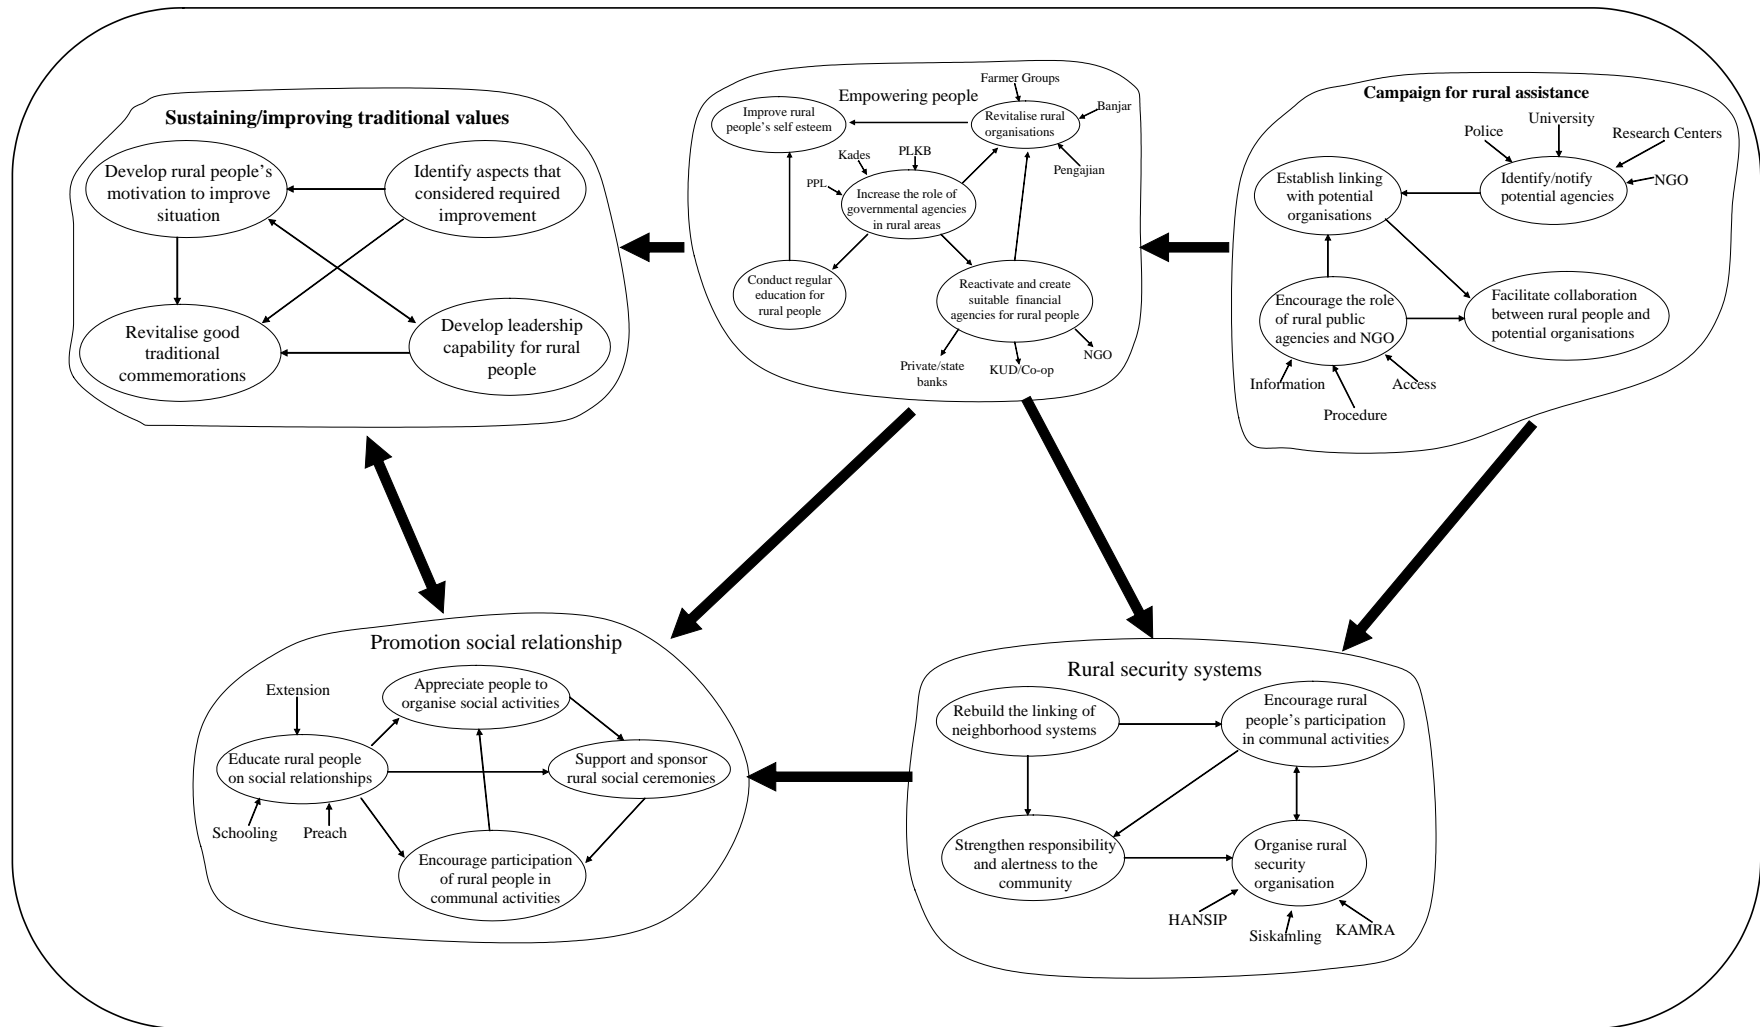 Sustaining/improving traditional values
Develop rural people’s
motivation to improve
situation
Identify aspects that
considered required
improvement
Revitalise good
traditional
commemorations
Develop leadership
capability for rural
people
Empowering people
Farmer Groups
Banjar
Improve rural
people’s self esteem
Revitalise rural
organisations
Pengajian
Kades
PLKB
PPL
Increase the role of
governmental agencies
in rural areas
Conduct regular
education for
rural people
Reactivate and create
suitable financial
agencies for rural people
Private/state
banks
KUD/Co-op
NGO
Campaign for rural assistance
Police
University
Research Centers
NGO
Establish linking
with potential
organisations
Identify/notify
potential agencies
Encourage the role
of rural public
agencies and NGO
Facilitate collaboration
between rural people and
potential organisations
Information
Access
Procedure
Promotion social relationship
Extension
Appreciate people to
organise social activities
Educate rural people
on social relationships
Support and sponsor
rural social ceremonies
Schooling
Preach
Encourage participation
of rural people in
communal activities
Rural security systems
Rebuild the linking of
neighborhood systems
Encourage rural
people’s participation
in communal activities
Strengthen responsibility
and alertness to the
community
Organise rural
security
organisation
HANSIP
Siskamling
KAMRA